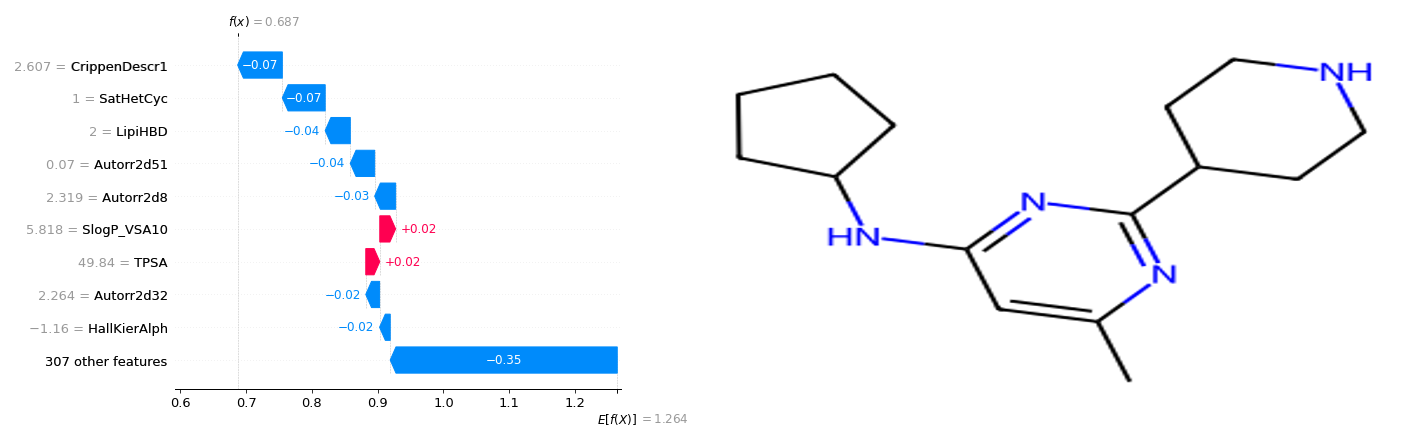 f(x) = 0.687
2.607 = CrippenDescr1
−0.07
1 = SatHetCyc
−0.07
2 = LipiHBD
−0.04
0.07 = Autorr2d51
−0.04
2.319 = Autorr2d8
−0.03
5.818 = SlogP_VSA10
+0.02
49.84 = TPSA
+0.02
2.264 = Autorr2d32
−0.02
−1.16 = HallKierAlph
−0.02
307 other features
−0.35
0.6 0.7 0.8 0.9 1.0 1.1 1.2
E[f(X)] = 1.264
NH
N
HN
N